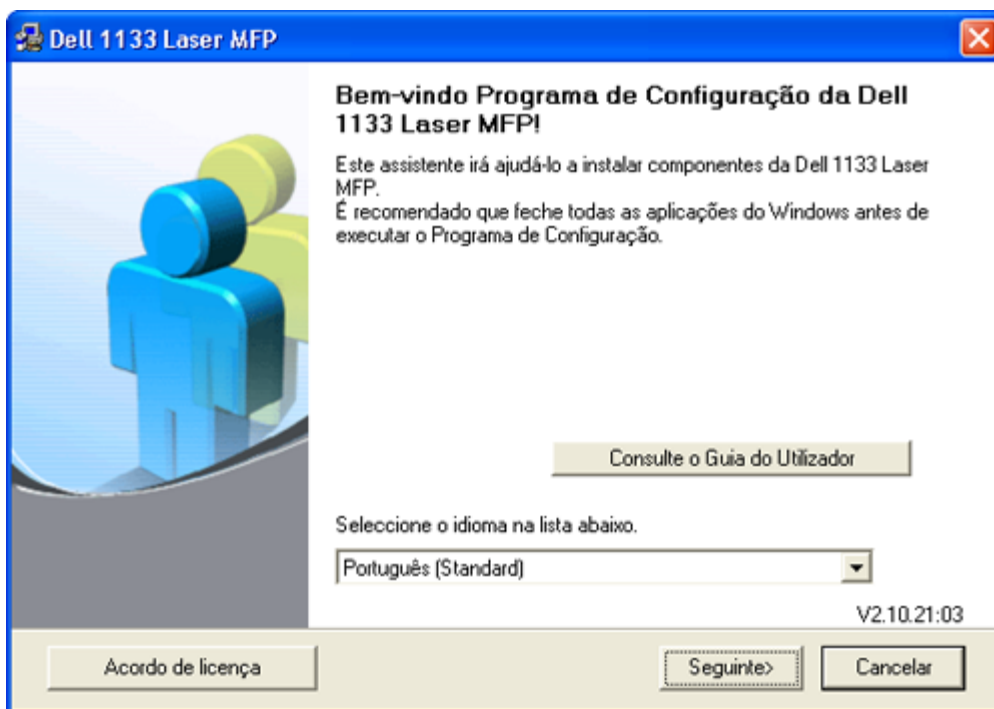 Dell 1133 Laser MFP
Bem-vindo Programa de Configuração da Dell
1133 Laser MFP!
Este assistente irá ajudá-lo a instalar componentes da Dell 1133 Laser
MFP.
É recomendado que feche todas as aplicações do Windows antes de
executar o Programa de Configuração.
Consulte o Guia do Utilizador
Seleccione o idioma na lista abaixo.
Português (Standard)
V2.10.21:03
Acordo de licença
Seguinte>
Cancelar